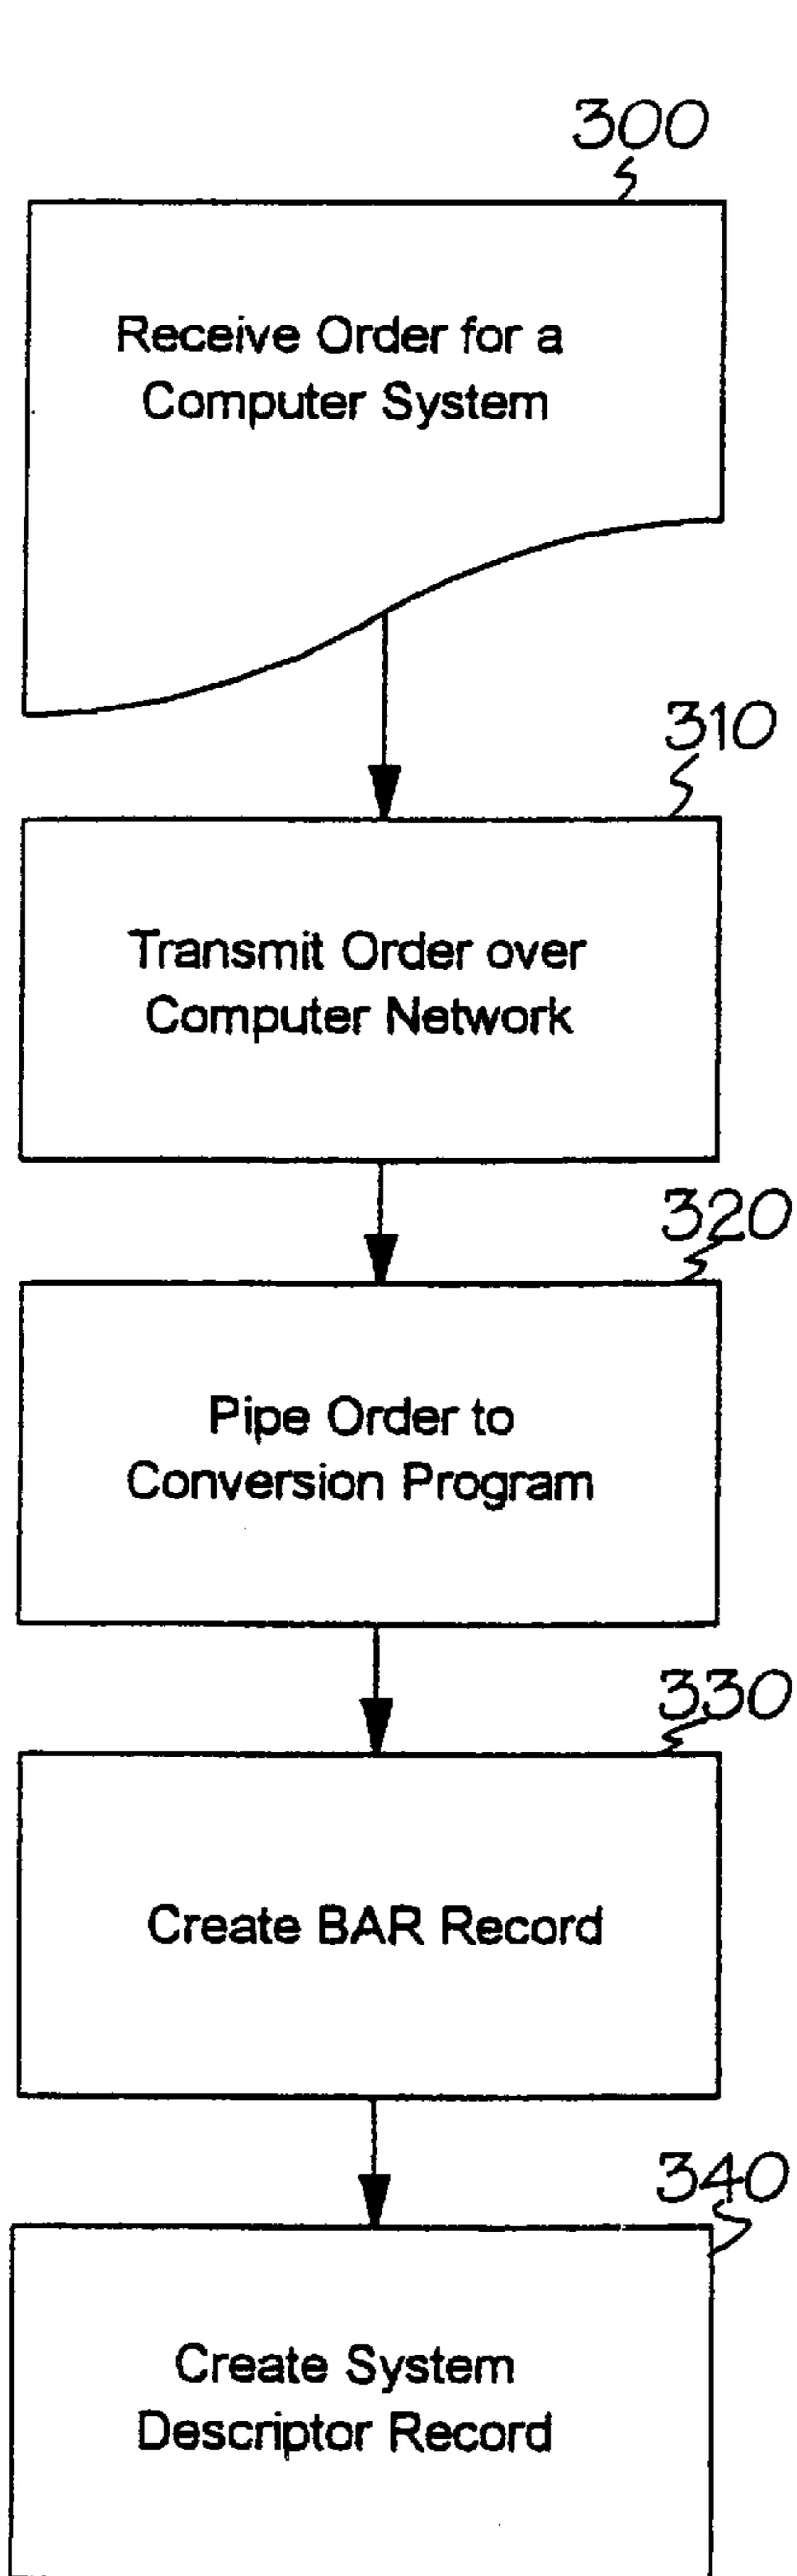 300
Receive Order for a
Computer System
310
Transmit Order over
Computer Network
320
Pipe Order to
Conversion Program
330
Create BAR Record
340
Create System
Descriptor Record